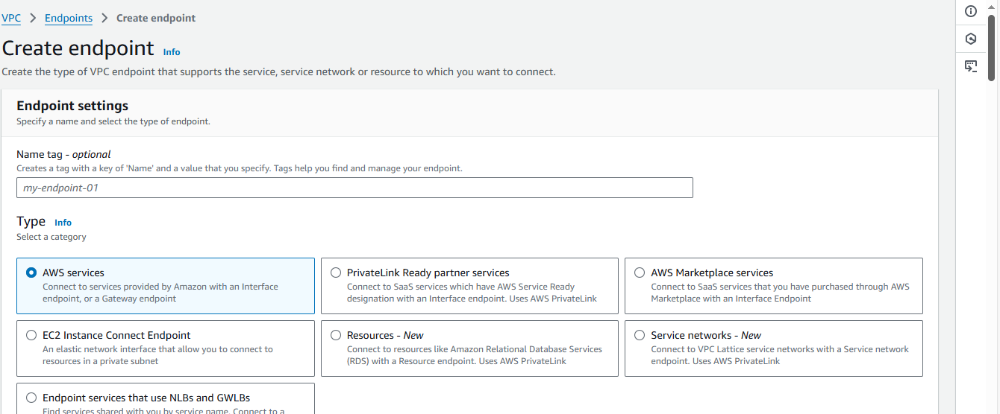 VPC > Endpoints > Create endpoint
Create endpoint Info
Create the type of VPC endpoint that supports the service, service network or resource to which you want to connect.
Endpoint settings
Specify a name and select the type of endpoint.
Name tag - optional
Creates a tag with a key of 'Name' and a value that you specify. Tags help you find and manage your endpoint.
my-endpoint-01
Type Info
Select a category
AWS services
Connect to services provided by Amazon with an Interface
endpoint, or a Gateway endpoint
PrivateLink Ready partner services
Connect to SaaS services which have AWS Service Ready
designation with an Interface endpoint. Uses AWS PrivateLink
AWS Marketplace services
Connect to SaaS services that you have purchased through AWS
Marketplace with an Interface Endpoint
EC2 Instance Connect Endpoint
An elastic network interface that allow you to connect to
resources in a private subnet
Resources - New
Connect to resources like Amazon Relational Database Services
(RDS) with a Resource endpoint. Uses AWS PrivateLink
Service networks - New
Connect to VPC Lattice service networks with a Service network
endpoint. Uses AWS PrivateLink
Endpoint services that use NLBs and GWLBs
Find services shared with you by service name. Connect to a